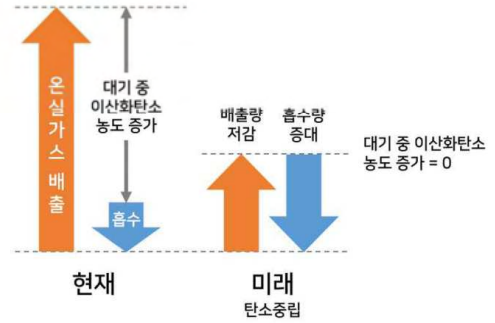 온실가스 배출
대기 중
이산화탄소
농도 증가
흡수
배출량
저감
흡수량
증대
대기 중 이산화탄소
농도 증가 = 0
현재
미래
탄소중립